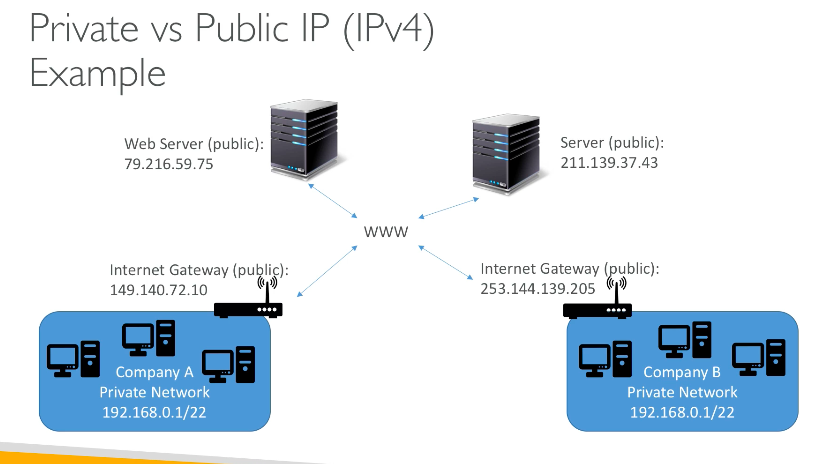 Private vs Public IP (IPv4)
Example
Web Server (public):
79.216.59.75
Server (public):
211.139.37.43
WWW
Internet Gateway (public):
149.140.72.10
Internet Gateway (public):
253.144.139.205
Company A
Private Network
192.168.0.1/22
Company B
Private Network
192.168.0.1/22